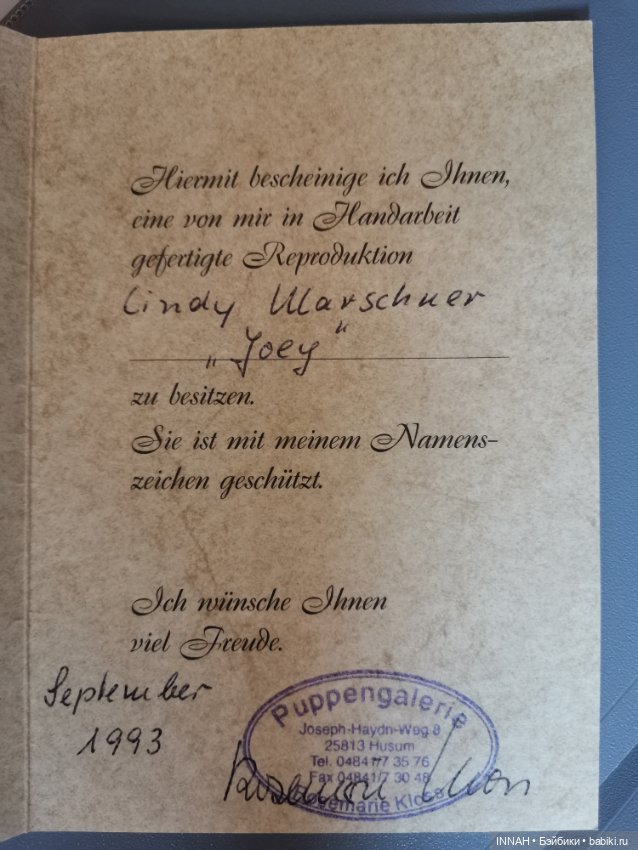 Hiermit bescheinige ich Ihnen,
eine von mir in Handarbeit
gefertigte Reproduktion
Cindy Marschner
„Joey“
zu besitzen.
Sie ist mit meinem Namens-
zeichen geschützt.
Ich wünsche Ihnen
viel Freude.
September
1993
Puppengalerie
Joseph-Haydn-Weg 8
25813 Husum
Tel. 04841/7 35 76
Fax 04841/7 30 48
Rosemarie
INNAH • Бэйбики • babiki.ru